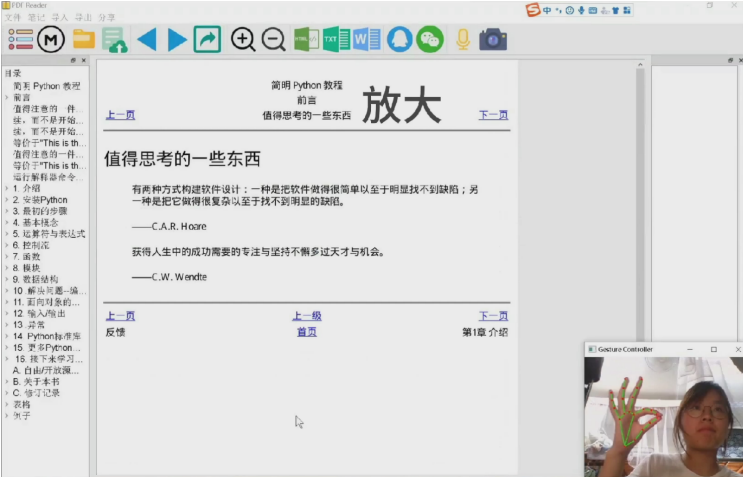 PDF Reader
文件 笔记 导入 导出 分享
中
M
TXT
W
目录
简明 Python 教程
前言
值得注意的一件...
续，而不是开始...
续，而不是开始...
等价于"This is th...
值得注意的一件...
等价于"This is th...
运行解释器命令...
1. 介绍
2. 安装Python
3. 最初的步骤
4. 基本概念
5. 运算符与表达式
6. 控制流
7. 函数
8. 模块
9. 数据结构
10. 解决问题--编...
11. 面向对象的...
12. 输入/输出
13. 异常
14. Python标准库
15. 更多Python...
16. 接下来学习...
A. 自由/开放源...
B. 关于本书
C. 修订记录
表格
例子
简明 Python 教程
前言
上一页 值得思考的一些东西 下一页
放大
值得思考的一些东西
有两种方式构建软件设计：一种是把软件做得很简单以至于明显找不到缺陷；另
一种是把它做得很复杂以至于找不到明显的缺陷。
——C.A.R. Hoare
获得人生中的成功需要的专注与坚持不懈多过天才与机会。
——C.W. Wendte
上一页 上一级 下一页
反馈 首页 第1章 介绍
Gesture Controller